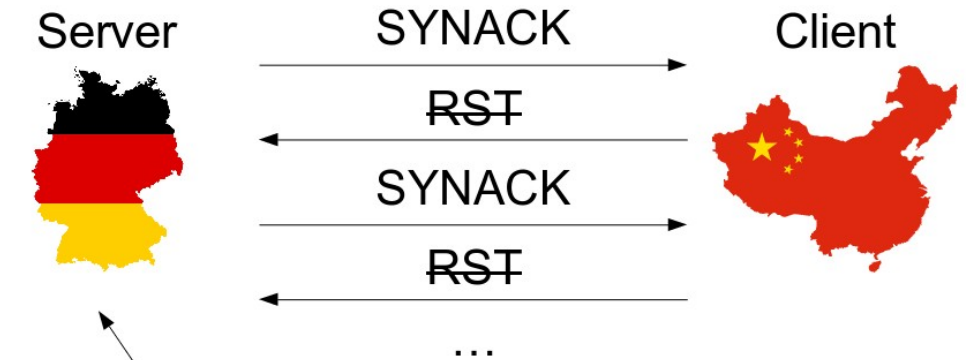 Server
SYNACK
Client
RST
SYNACK
RST
...